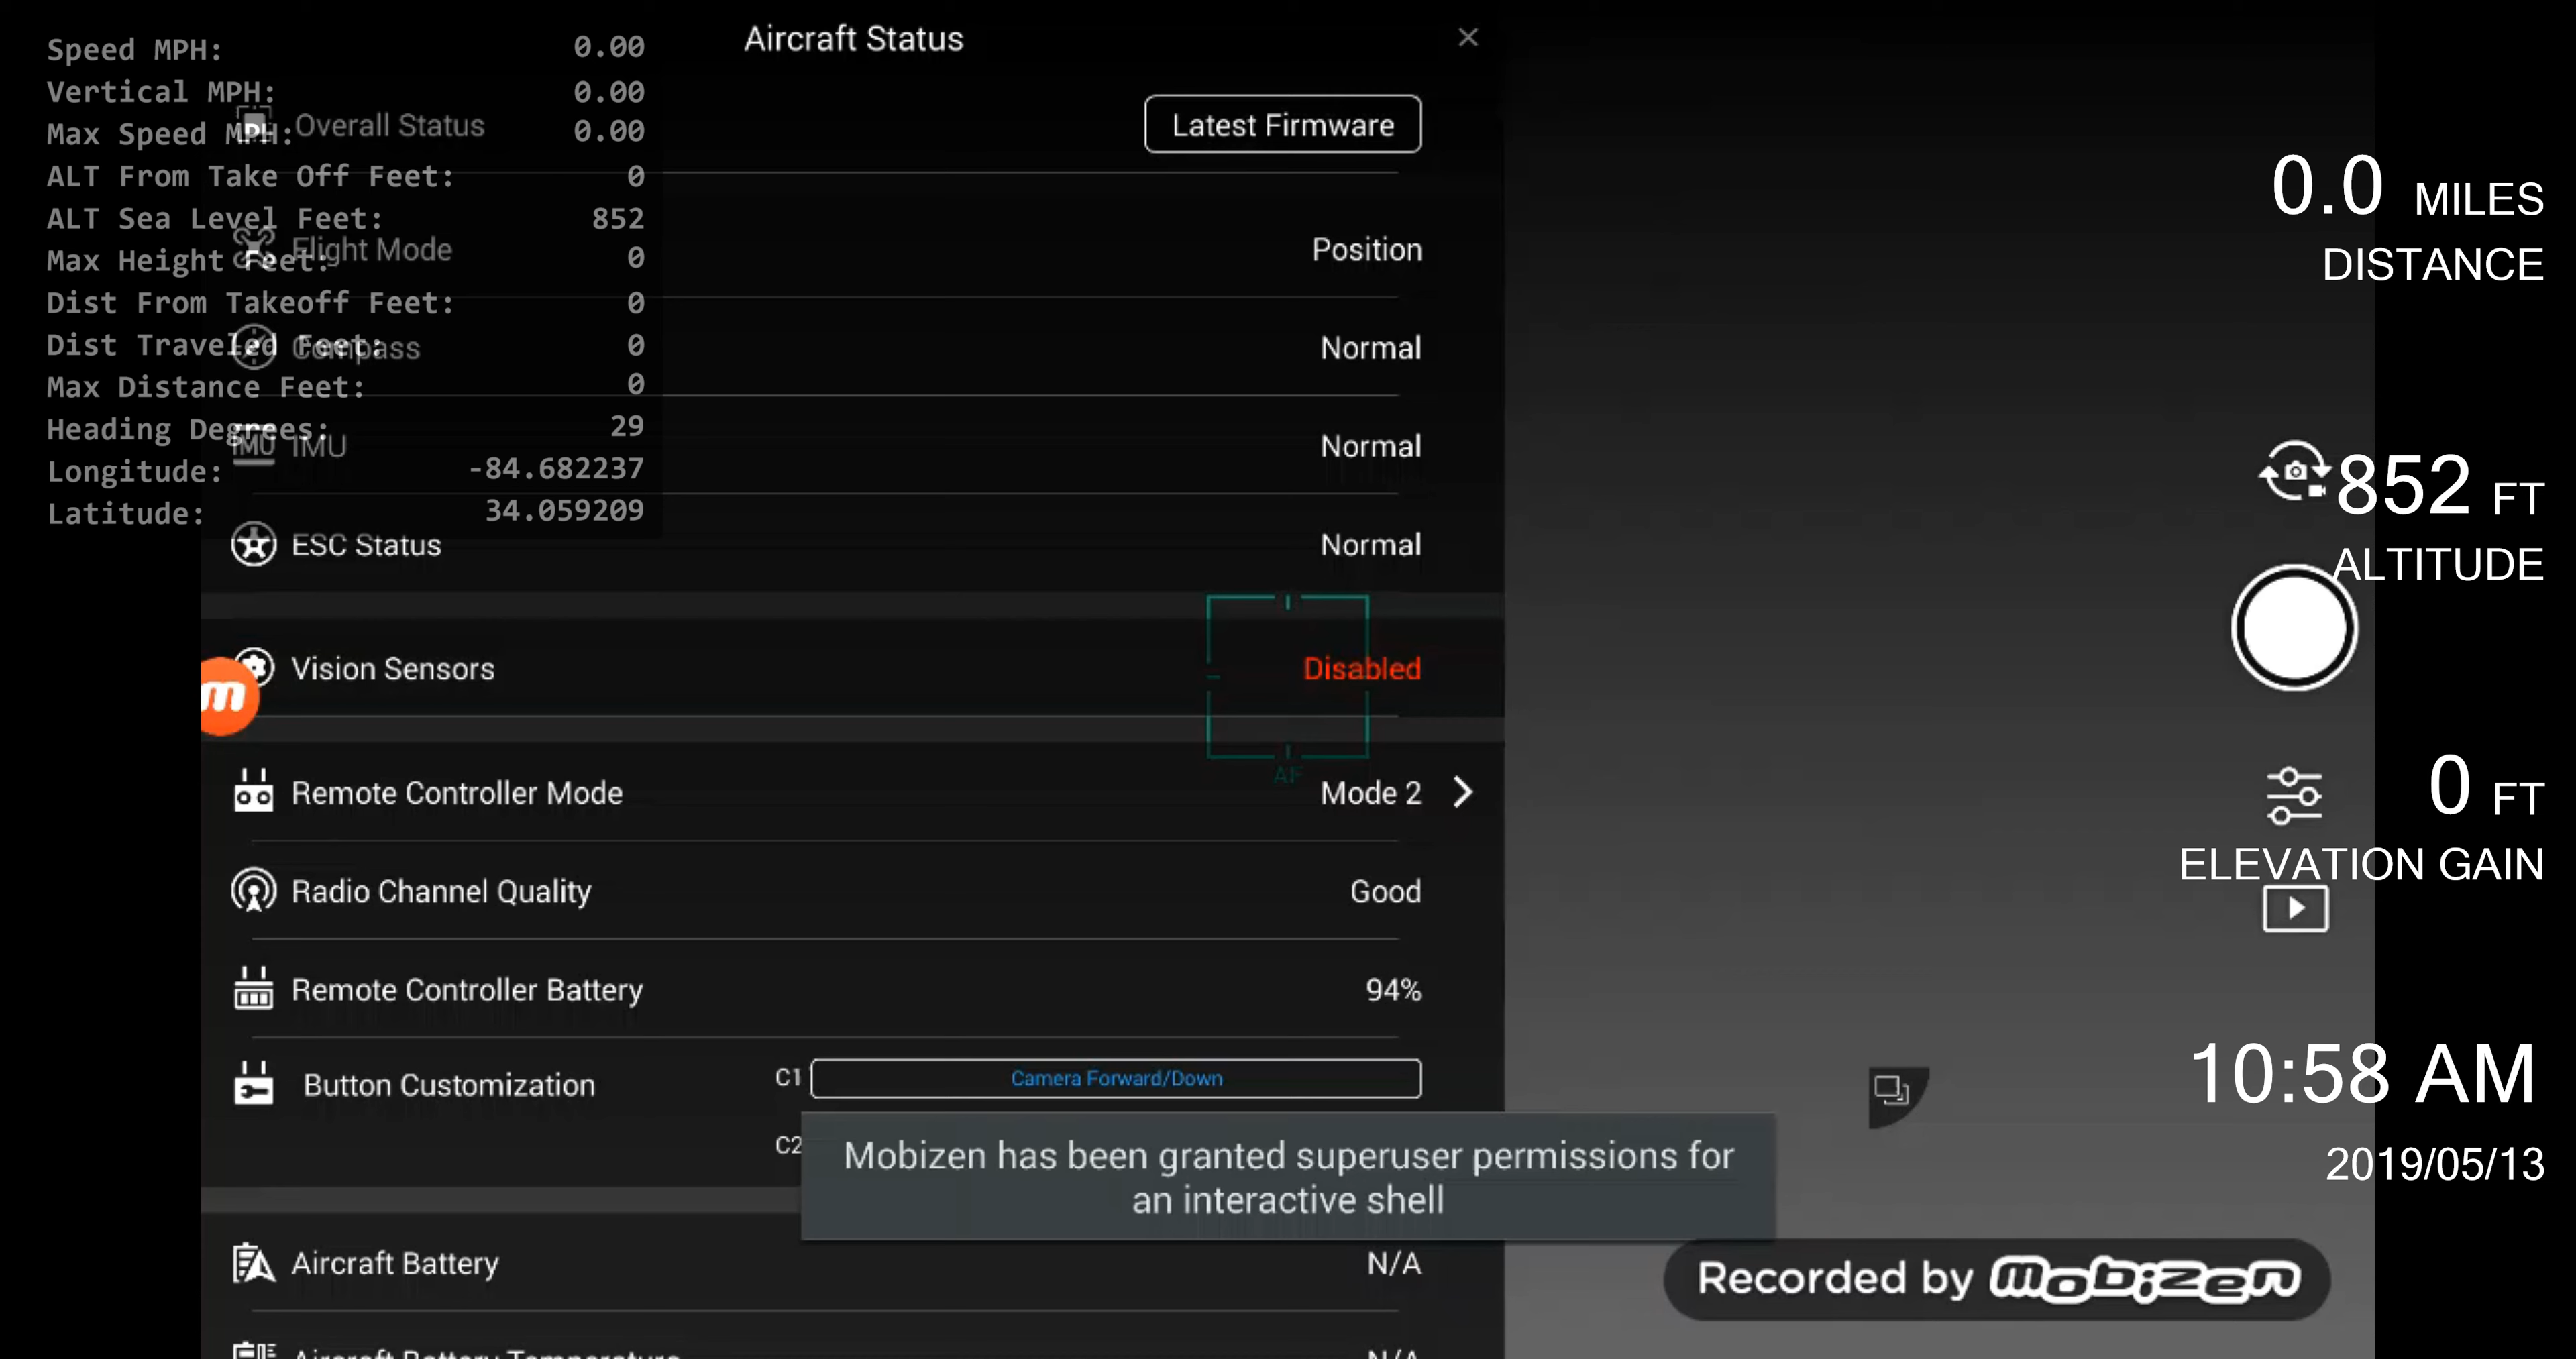 Speed MPH: 0.00
Vertical MPH: 0.00
Max Speed MPH: 0.00
ALT From Take Off Feet: 0
ALT Sea Level Feet: 852
Max Height Feet: 0
Dist From Takeoff Feet: 0
Dist Traveled Feet: 0
Max Distance Feet: 0
Heading Degrees: 29
Longitude: -84.682237
Latitude: 34.059209
Aircraft Status
Overall Status Latest Firmware
Flight Mode Position
Compass Normal
IMU Normal
ESC Status Normal
Vision Sensors Disabled
AF
Remote Controller Mode Mode 2
Radio Channel Quality Good
Remote Controller Battery 94%
Button Customization C1 Camera Forward/Down
C2
Mobizen has been granted superuser permissions for
an interactive shell
Aircraft Battery N/A
Aircraft Battery Temperature N/A
0.0 MILES
DISTANCE
852 FT
ALTITUDE
0 FT
ELEVATION GAIN
10:58 AM
2019/05/13
Recorded by mobizen